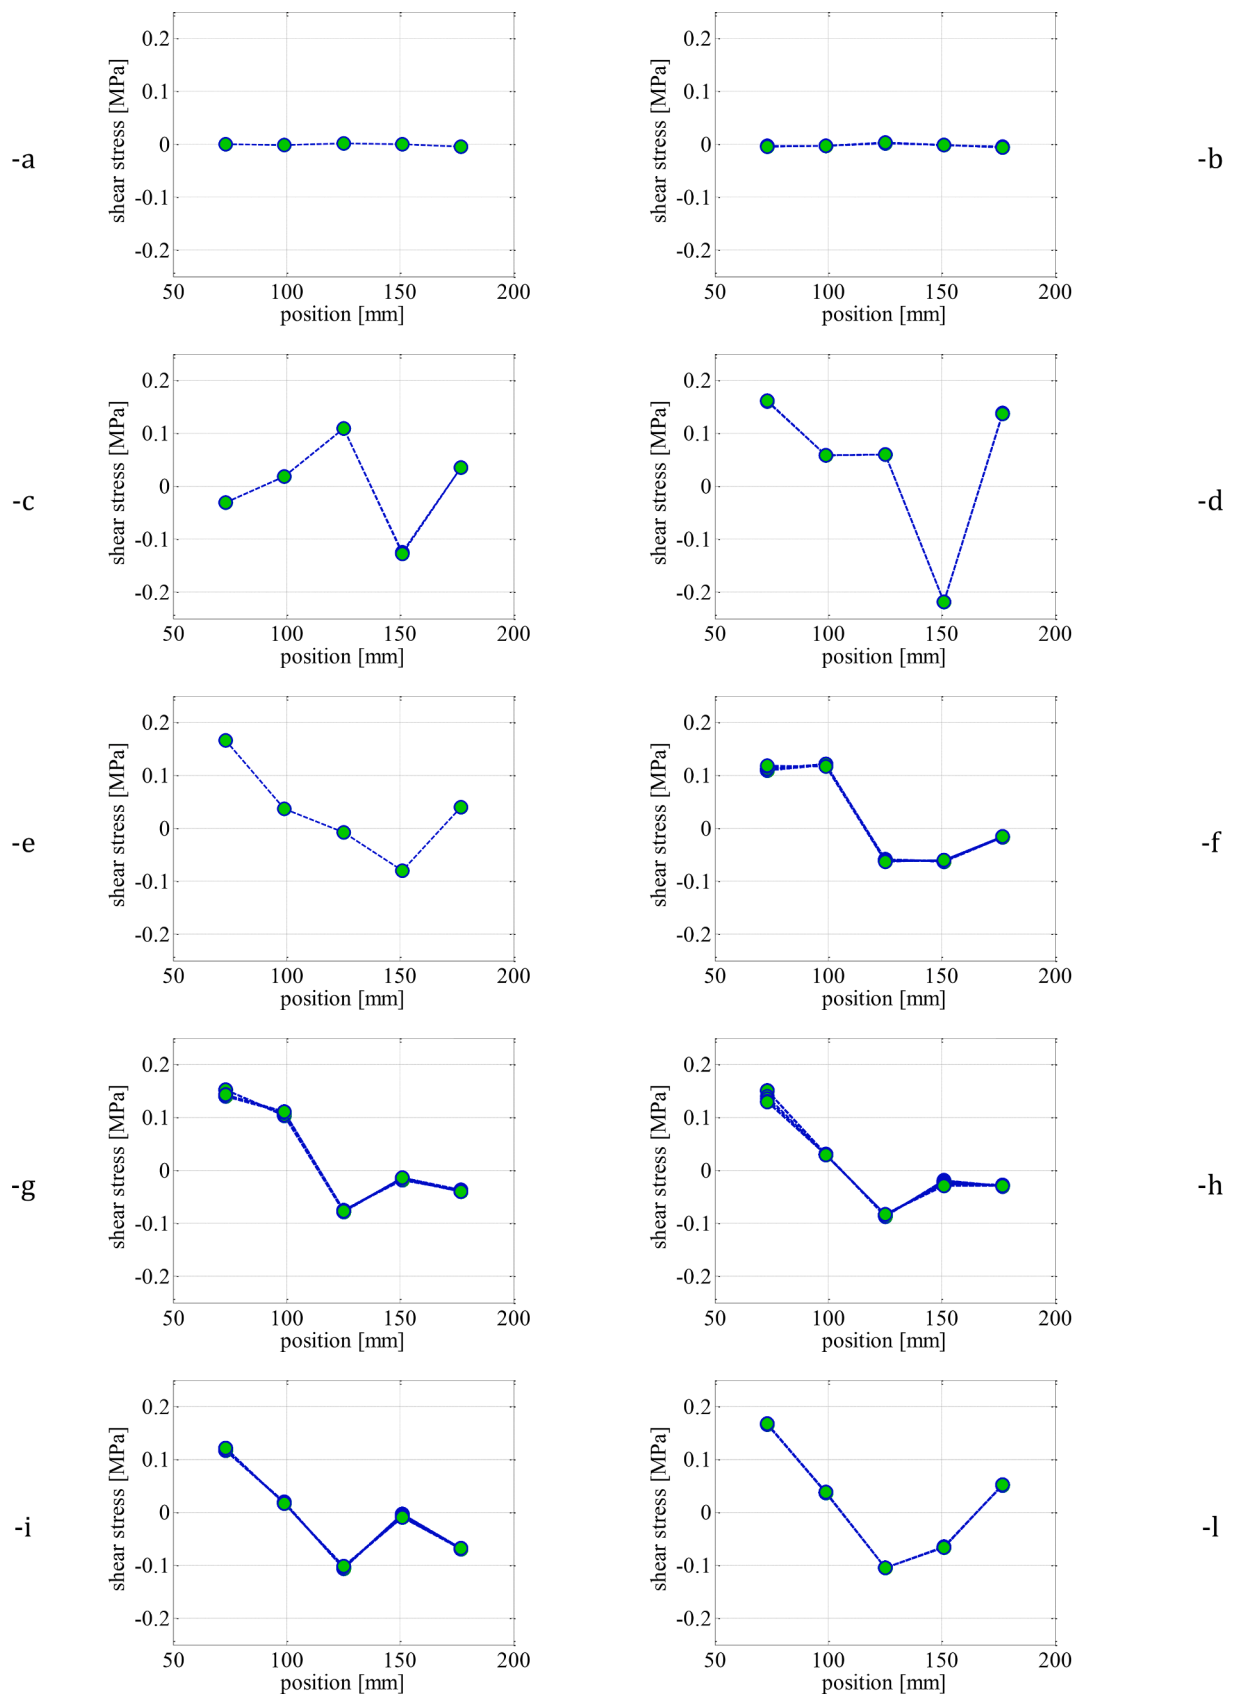 0.2 0.2
0.1 0.1
-a shear stress [MPa] 0 shear stress [MPa] 0 -b
-0.1 -0.1
-0.2 -0.2
50 100 150 200 50 100 150 200
position [mm] position [mm]
0.2 0.2
0.1 0.1
-c shear stress [MPa] 0 shear stress [MPa] 0 -d
-0.1 -0.1
-0.2 -0.2
50 100 150 200 50 100 150 200
position [mm] position [mm]
0.2 0.2
0.1 0.1
-e shear stress [MPa] 0 shear stress [MPa] 0 -f
-0.1 -0.1
-0.2 -0.2
50 100 150 200 50 100 150 200
position [mm] position [mm]
0.2 0.2
0.1 0.1
-g shear stress [MPa] 0 shear stress [MPa] 0 -h
-0.1 -0.1
-0.2 -0.2
50 100 150 200 50 100 150 200
position [mm] position [mm]
0.2 0.2
0.1 0.1
-i shear stress [MPa] 0 shear stress [MPa] 0 -l
-0.1 -0.1
-0.2 -0.2
50 100 150 200 50 100 150 200
position [mm] position [mm]